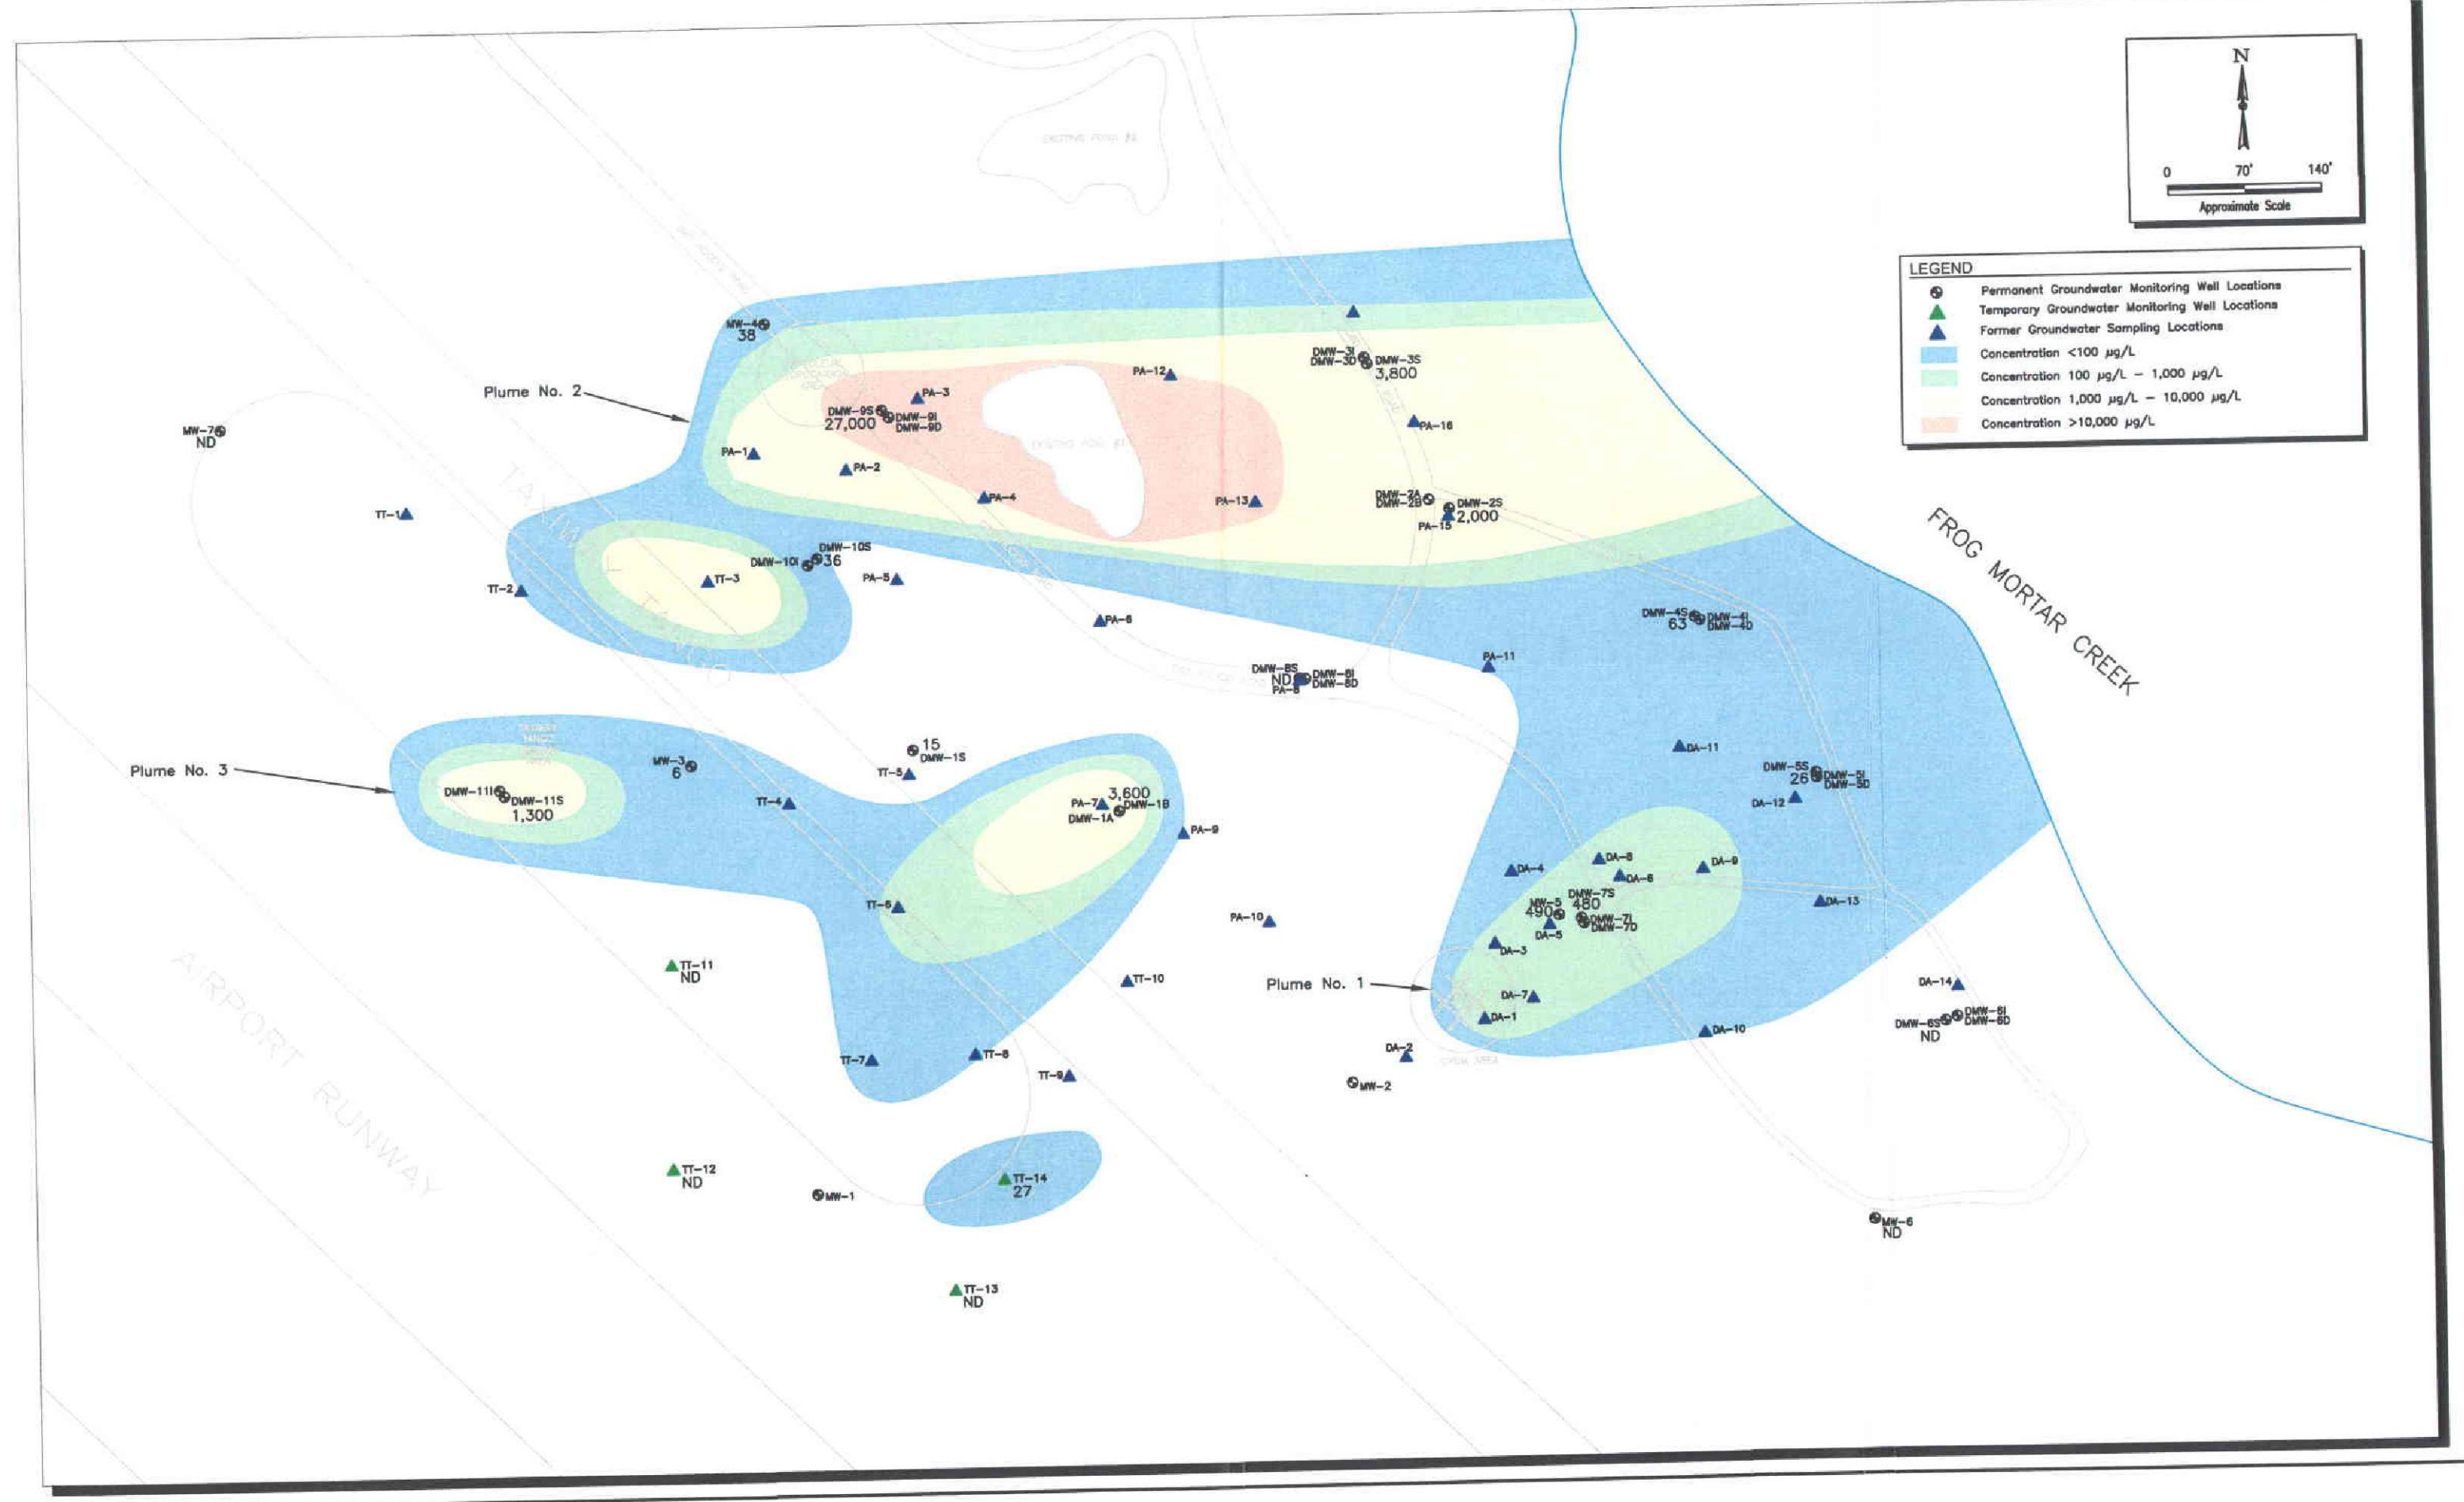 N
0 70' 140'
Approximate Scale
LEGEND
Permanent Groundwater Monitoring Well Locations
Temporary Groundwater Monitoring Well Locations
Former Groundwater Sampling Locations
Concentration <100 µg/L
Concentration 100 µg/L – 1,000 µg/L
Concentration 1,000 µg/L – 10,000 µg/L
Concentration >10,000 µg/L
EXISTING POND #2
MW-4
38
Plume No. 2
MW-7
ND
TT-1
TT-2
TAXIWAY
TANGO
TT-3
PA-1
PA-2
PA-3
DMW-9S
27,000
DMW-9I
DMW-9D
PA-4
EXISTING POND #1
PA-12
PA-13
DMW-3I
DMW-3D
DMW-3S
3,800
PA-16
DMW-2A
DMW-2B
DMW-2S
PA-15
2,000
FROG MORTAR CREEK
DMW-10S
DMW-10I
36
PA-5
PA-6
DMW-8S
ND
PA-8
DMW-8I
DMW-8D
PA-11
DMW-4S
63
DMW-4I
DMW-4D
DA-11
DMW-5S
26
DMW-5I
DMW-5D
DA-12
Plume No. 3
DMW-11I
DMW-11S
1,300
MW-3
6
TT-4
15
DMW-1S
TT-5
3,600
PA-7
DMW-1B
DMW-1A
PA-9
TT-6
PA-10
DA-4
DA-8
DA-6
DA-9
DMW-7S
MW-5
490
480
DMW-7I
DMW-7D
DA-5
DA-3
DA-13
Plume No. 1
DA-7
DA-1
DA-2
MW-2
DA-10
DA-14
DMW-6S
ND
DMW-6I
DMW-6D
TT-11
ND
TT-10
TT-7
TT-8
TT-9
AIRPORT RUNWAY
TT-12
ND
MW-1
TT-14
27
TT-13
ND
MW-6
ND